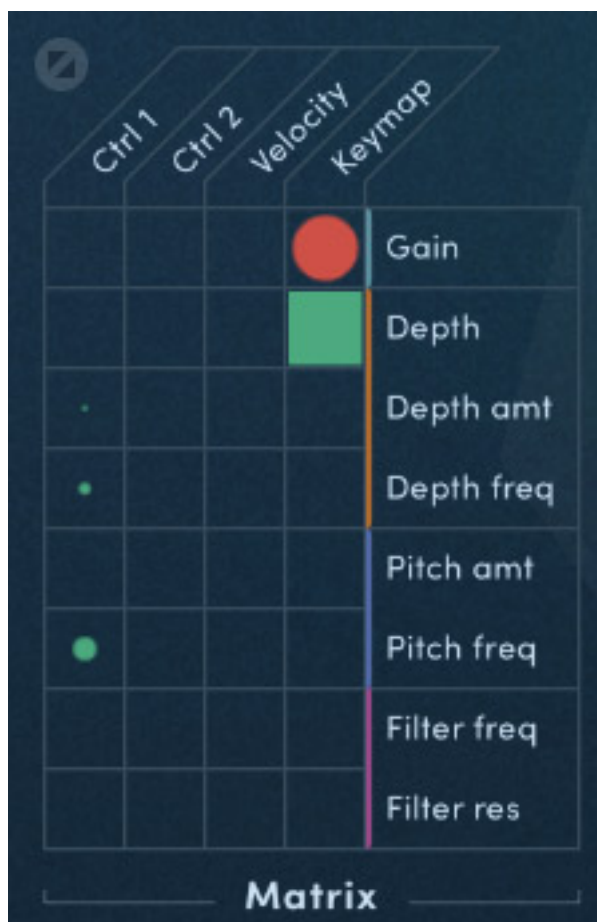 Ctrl 1
Ctrl 2
Velocity
Keymap
Gain
Depth
Depth amt
Depth freq
Pitch amt
Pitch freq
Filter freq
Filter res
Matrix